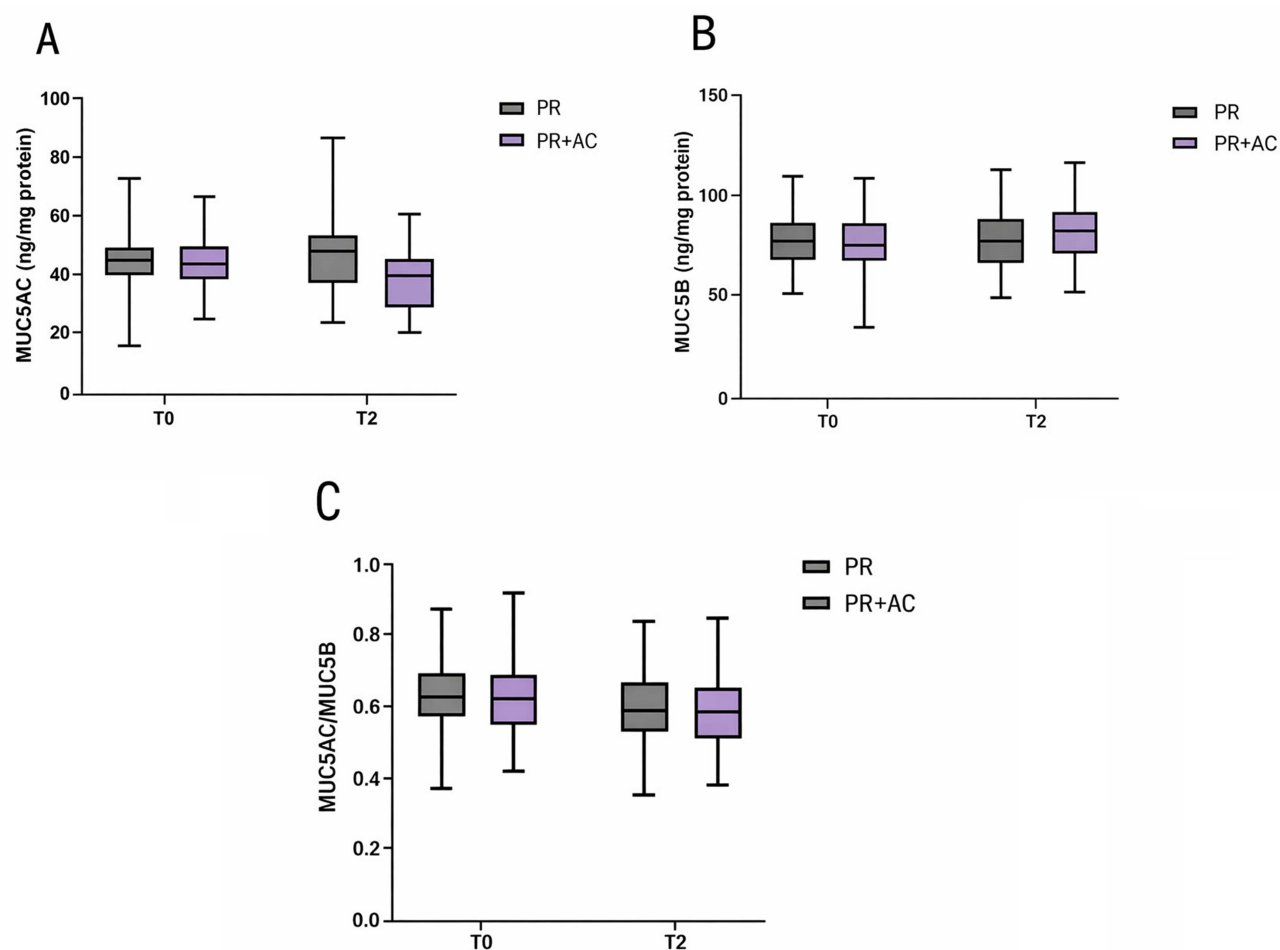 A
MUC5AC (ng/mg protein)
100
80
60
40
20
0
T0
T2
PR
PR+AC
B
MUC5B (ng/mg protein)
150
100
50
0
T0
T2
PR
PR+AC
C
MUC5AC/MUC5B
1.0
0.8
0.6
0.4
0.2
0.0
T0
T2
PR
PR+AC